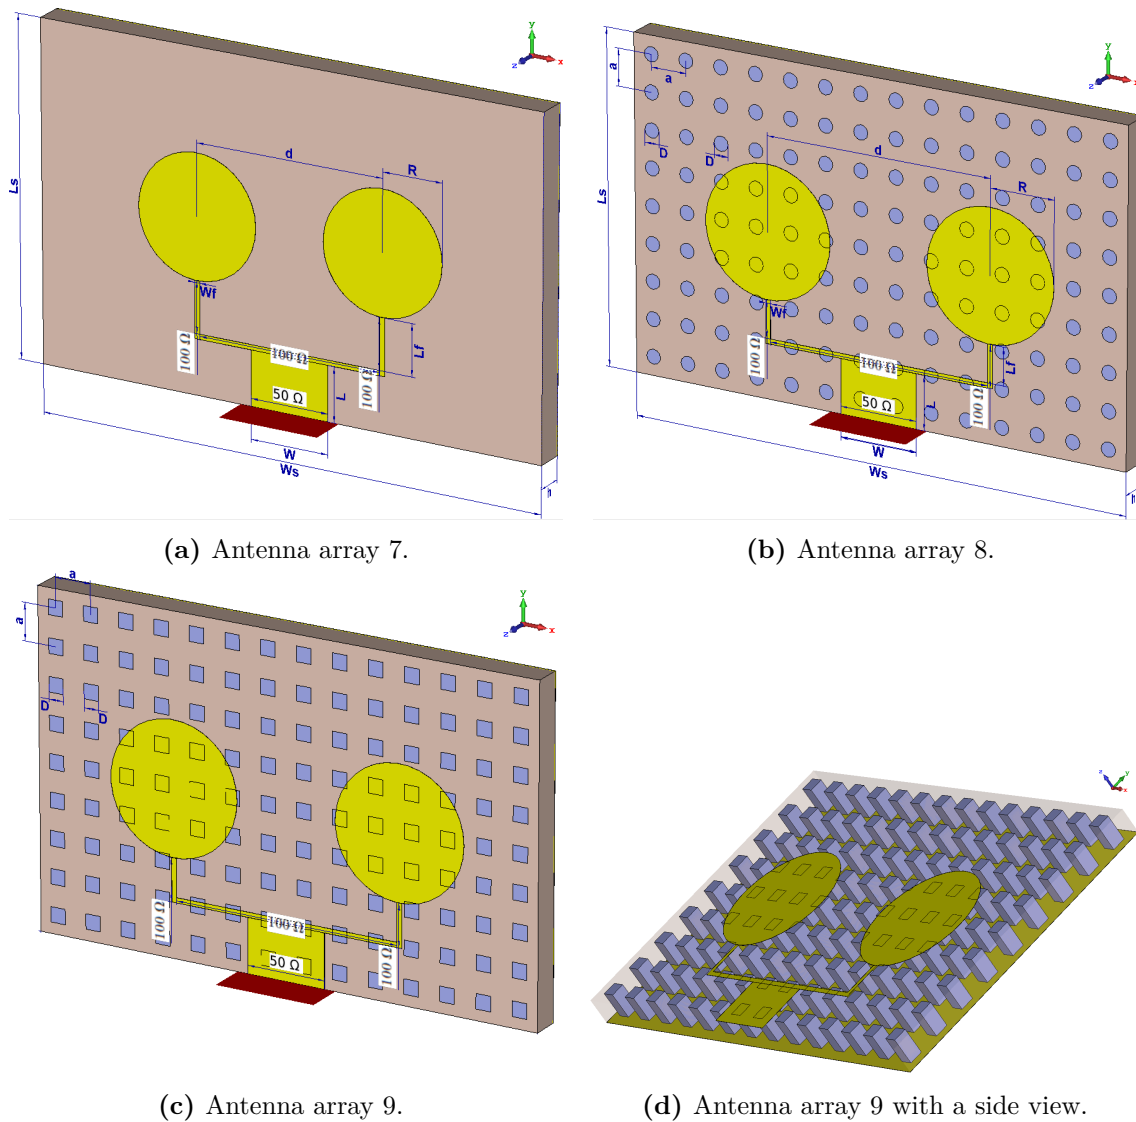 y
x
z
Ls
d
R
Wf
100 Ω
100 Ω
Lf
100 Ω
50 Ω
L
W
Ws
h
(a) Antenna array 7.
y
x
z
a
a
D
D
Ls
d
R
Wf
100 Ω
100 Ω
Lf
100 Ω
50 Ω
L
W
Ws
h
(b) Antenna array 8.
a
a
y
x
z
D
D
100 Ω
100 Ω
100 Ω
50 Ω
(c) Antenna array 9.
z
y
x
(d) Antenna array 9 with a side view.